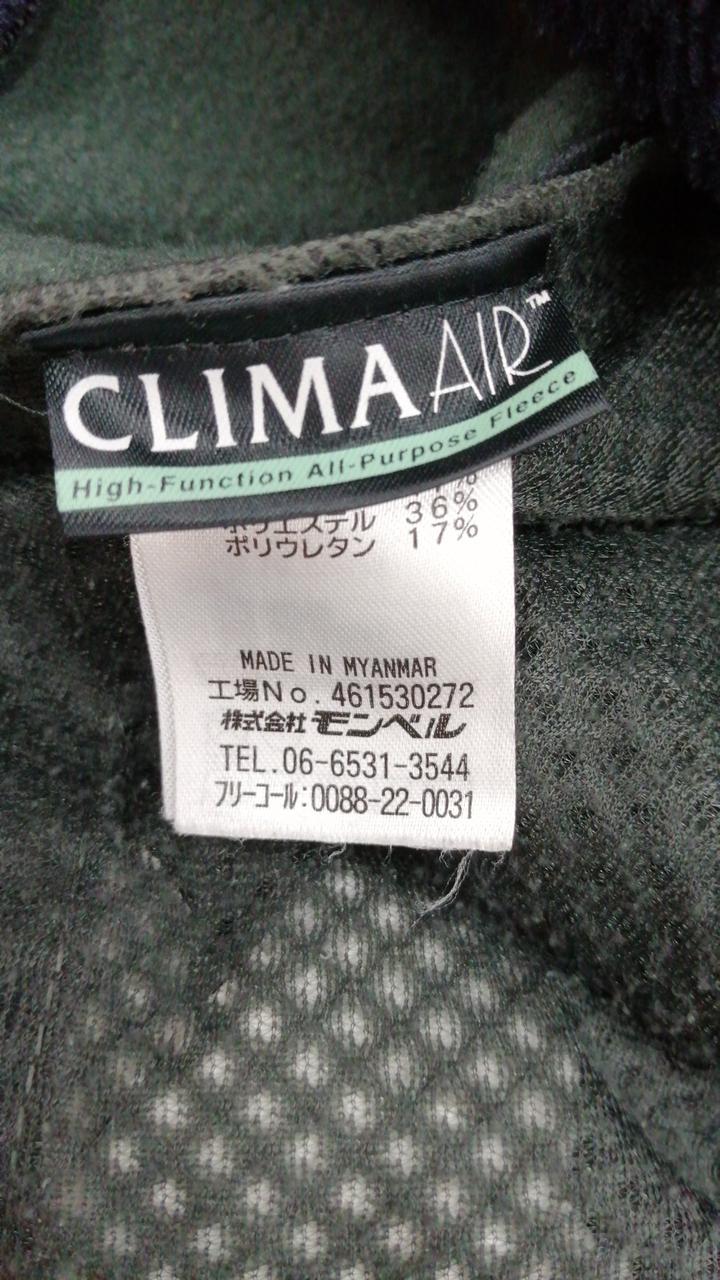 CLIMAAIR™
High-Function All-Purpose Fleece
ポリエステル 36%
ポリウレタン 17%
MADE IN MYANMAR
工場No.461530272
株式会社モンベル
TEL.06-6531-3544
フリーコール:0088-22-0031